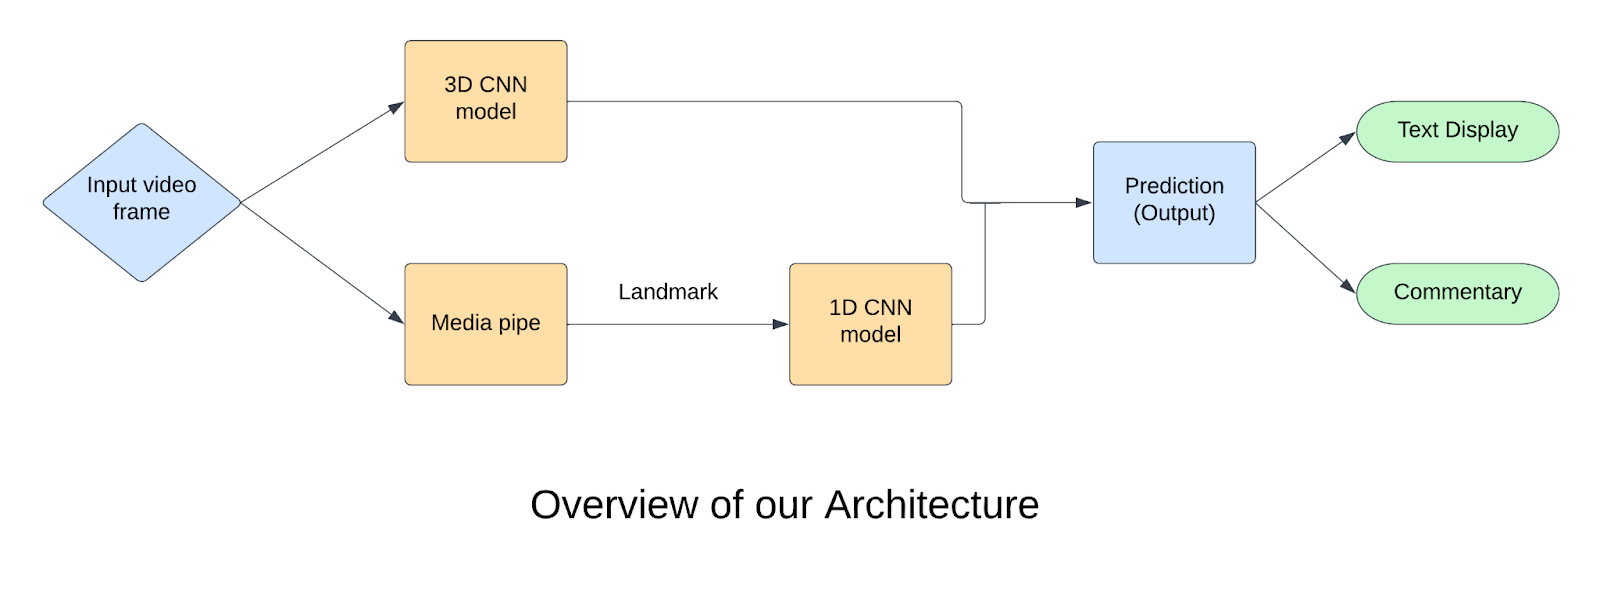 3D CNN
model
Input video
frame
Text Display
Prediction
(Output)
Media pipe
Landmark
1D CNN
model
Commentary
Overview of our Architecture